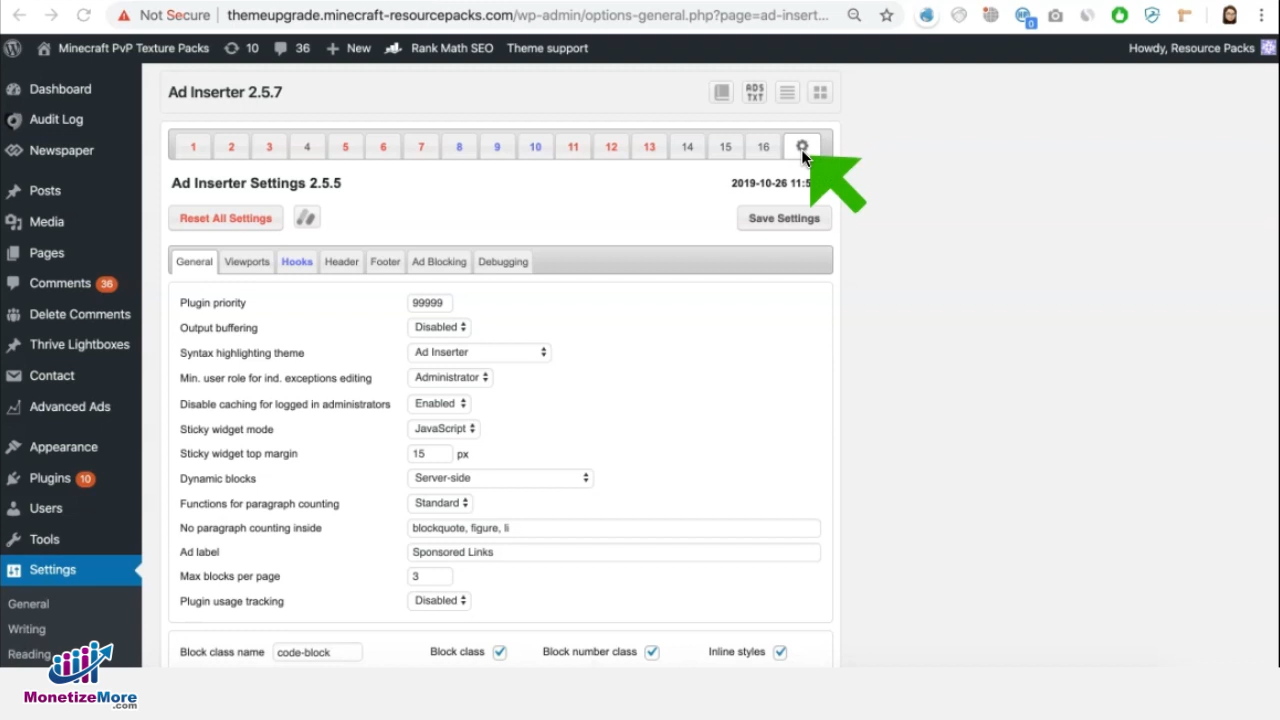 Not Secure themeupgrade.minecraft-resourcepacks.com/wp-admin/options-general.php?page=ad-insert...
0
Minecraft PvP Texture Packs 10 36 New Rank Math SEO Theme support Howdy, Resource Packs
Dashboard
Audit Log
Newspaper
Posts
Media
Pages
Comments 36
Delete Comments
Thrive Lightboxes
Contact
Advanced Ads
Appearance
Plugins 10
Users
Tools
Settings
General
Writing
Reading
Ad Inserter 2.5.7
ADS
TXT
1 2 3 4 5 6 7 8 9 10 11 12 13 14 15 16
Ad Inserter Settings 2.5.5 2019-10-26 11:5
Reset All Settings Save Settings
General Viewports Hooks Header Footer Ad Blocking Debugging
Plugin priority 99999
Output buffering Disabled
Syntax highlighting theme Ad Inserter
Min. user role for ind. exceptions editing Administrator
Disable caching for logged in administrators Enabled
Sticky widget mode JavaScript
Sticky widget top margin 15 px
Dynamic blocks Server-side
Functions for paragraph counting Standard
No paragraph counting inside blockquote, figure, li
Ad label Sponsored Links
Max blocks per page 3
Plugin usage tracking Disabled
Block class name code-block Block class Block number class Inline styles
MonetizeMore
.com